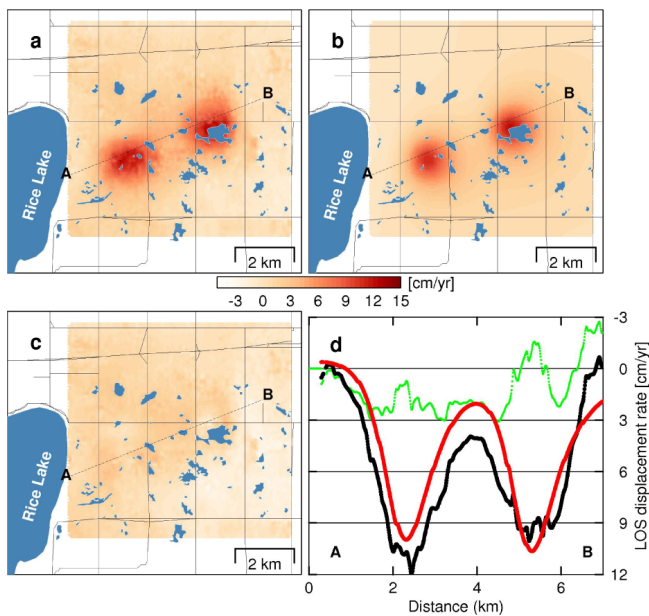 a
B
A
Rice Lake
2 km
b
B
A
Rice Lake
2 km
-3 0 3 6 9 12 15 [cm/yr]
c
B
A
Rice Lake
2 km
d
-3
0
3
6
9
12
LOS displacement rate [cm/yr]
A
B
0 2 4 6
Distance (km)